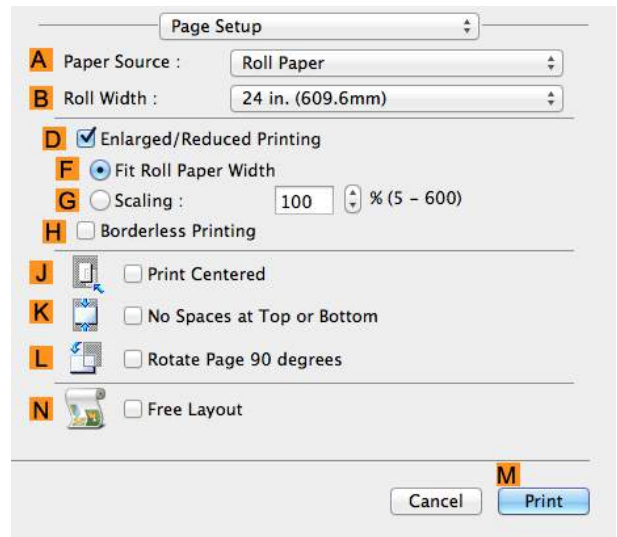 Page Setup
A Paper Source : Roll Paper
B Roll Width : 24 in. (609.6mm)
D Enlarged/Reduced Printing
F Fit Roll Paper Width
G Scaling : 100 % (5 – 600)
H Borderless Printing
J Print Centered
K No Spaces at Top or Bottom
L Rotate Page 90 degrees
N Free Layout
M
Cancel Print